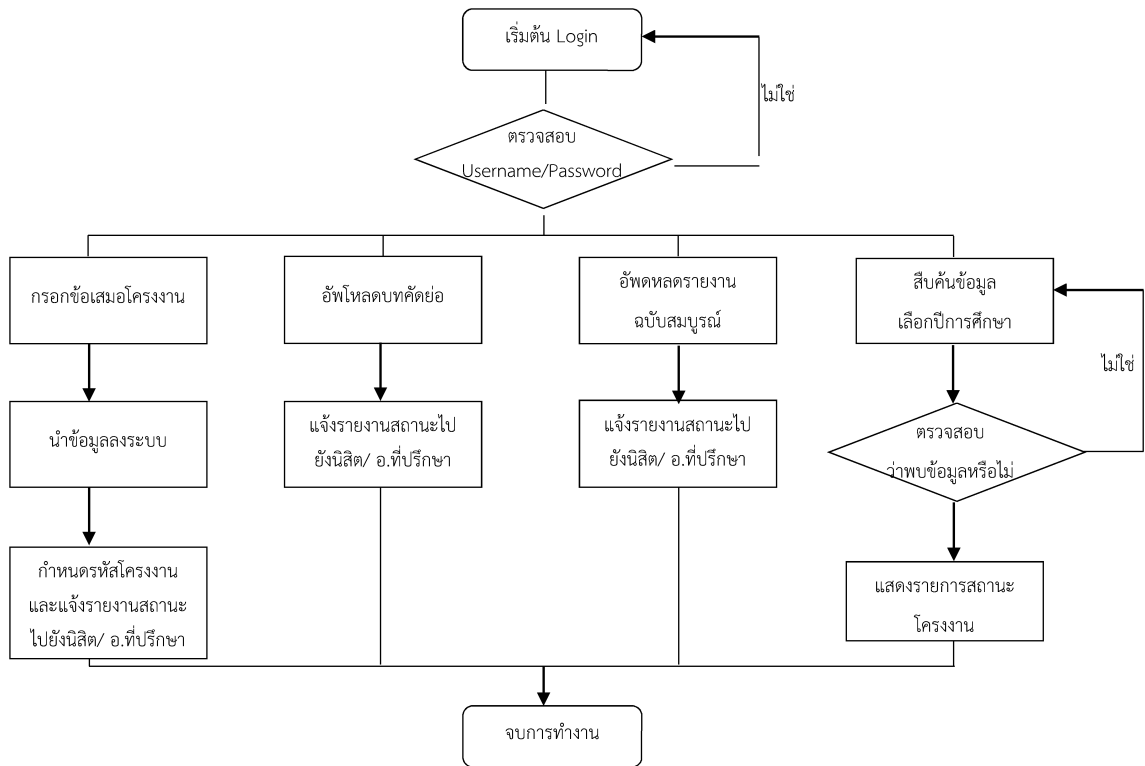 เริ่มต้น Login
ไม่ใช่
ตรวจสอบ
Username/Password
กรอกข้อเสนอโครงงาน
อัพโหลดบทคัดย่อ
อัพดหลดรายงาน
ฉบับสมบูรณ์
สืบค้นข้อมูล
เลือกปีการศึกษา
ไม่ใช่
นำข้อมูลลงระบบ
แจ้งรายงานสถานะไป
ยังนิสิต/ อ.ที่ปรึกษา
แจ้งรายงานสถานะไป
ยังนิสิต/ อ.ที่ปรึกษา
ตรวจสอบ
ว่าพบข้อมูลหรือไม่
กำหนดรหัสโครงงาน
และแจ้งรายงานสถานะ
ไปยังนิสิต/ อ.ที่ปรึกษา
แสดงรายการสถานะ
โครงงาน
จบการทำงาน